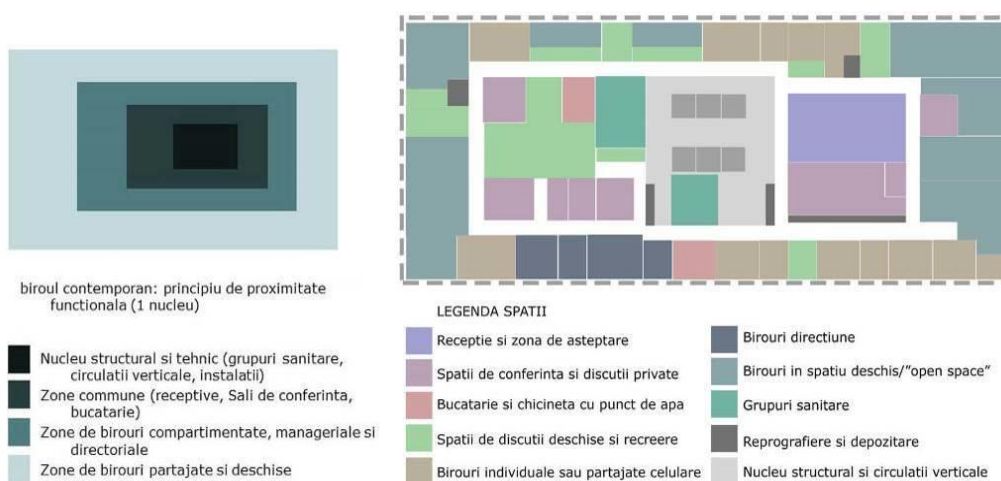 biroul contemporan: principiu de proximitate
functionala (1 nucleu)
Nucleu structural si tehnic (grupuri sanitare,
circulatii verticale, instalatii)
Zone commune (receptive, Sali de conferinta,
bucatarie)
Zone de birouri compartimentate, manageriale si
directoriale
Zone de birouri partajate si deschise
LEGENDA SPATII
Receptie si zona de asteptare
Spatii de conferinta si discutii private
Bucatarie si chicineta cu punct de apa
Spatii de discutii deschise si recreere
Birouri individuale sau partajate celulare
Birouri directiune
Birouri in spatiu deschis/"open space"
Grupuri sanitare
Reprografiere si depozitare
Nucleu structural si circulatii verticale